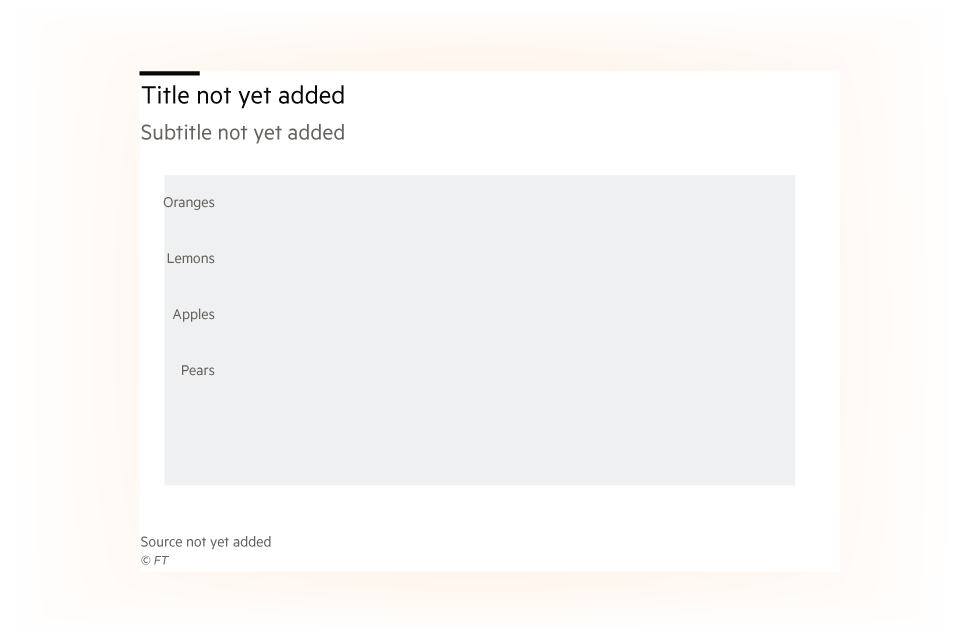 Title not yet added
Subtitle not yet added
Oranges
Lemons
Apples
Pears
Source not yet added
© FT